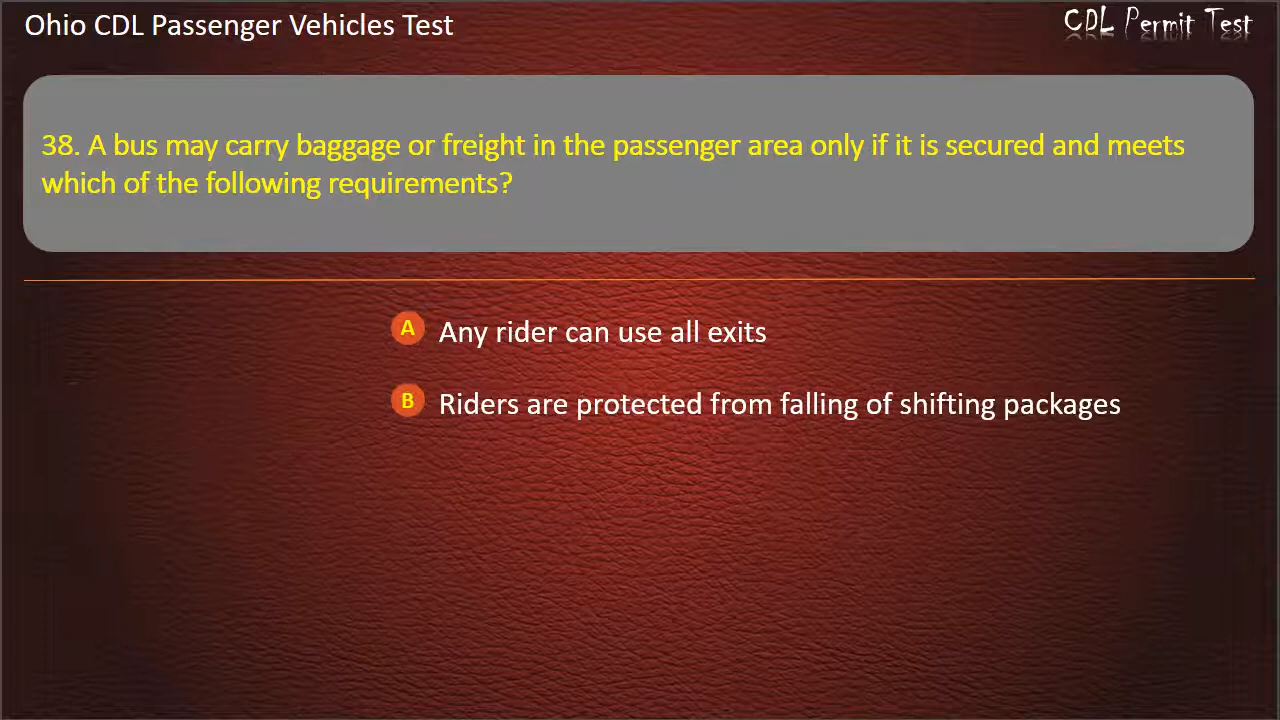 Ohio CDL Passenger Vehicles Test
CDL Permit Test
38. A bus may carry baggage or freight in the passenger area only if it is secured and meets
which of the following requirements?
A Any rider can use all exits
B Riders are protected from falling of shifting packages